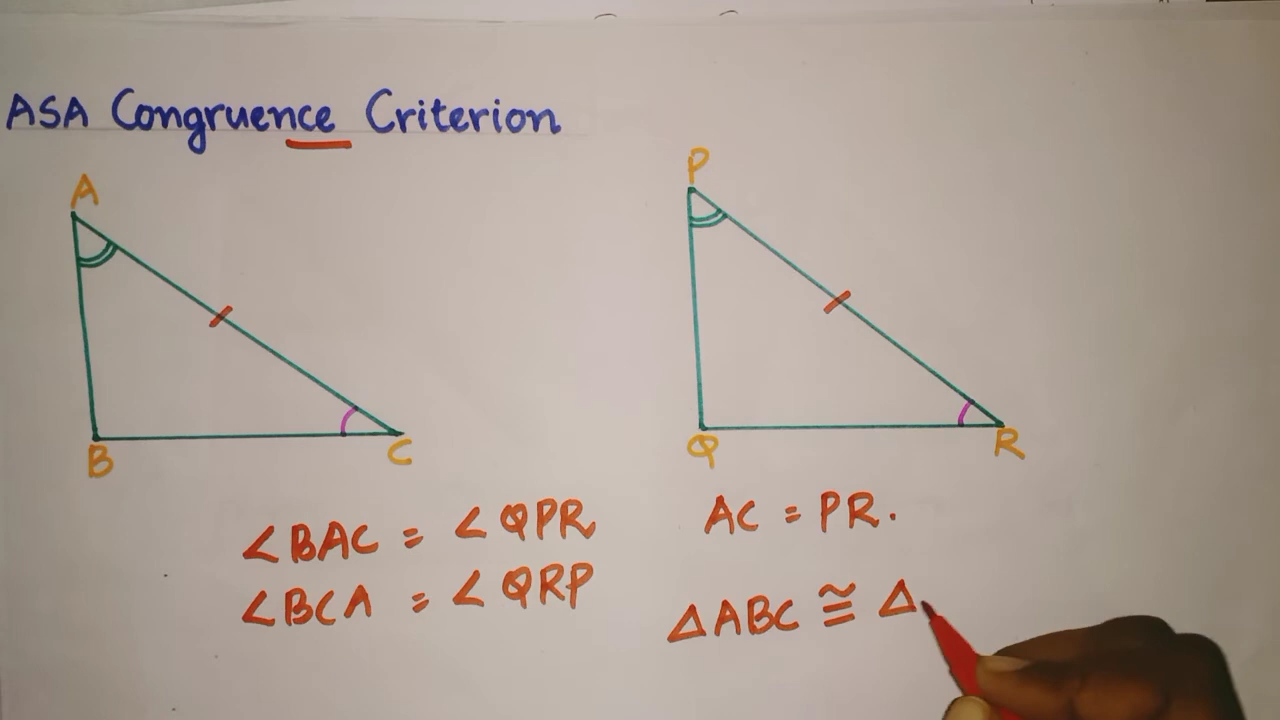 ASA Congruence Criterion
A
P
B
C
Q
R
∠BAC = ∠QPR
AC = PR.
∠BCA = ∠QRP
ΔABC ≅ Δ